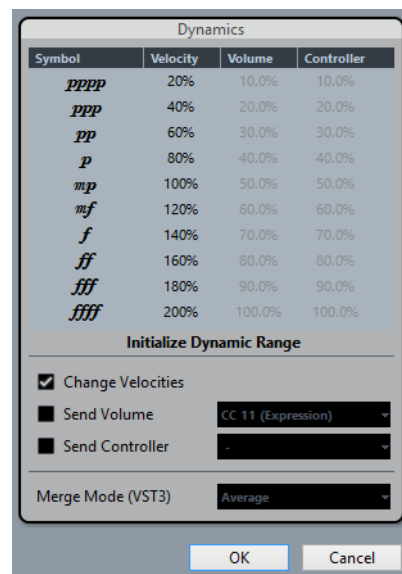 Dynamics
Symbol Velocity Volume Controller
pppp 20% 10.0% 10.0%
ppp 40% 20.0% 20.0%
pp 60% 30.0% 30.0%
p 80% 40.0% 40.0%
mp 100% 50.0% 50.0%
mf 120% 60.0% 60.0%
f 140% 70.0% 70.0%
ff 160% 80.0% 80.0%
fff 180% 90.0% 90.0%
ffff 200% 100.0% 100.0%
Initialize Dynamic Range
Change Velocities
Send Volume CC 11 (Expression)
Send Controller -
Merge Mode (VST3) Average
OK Cancel